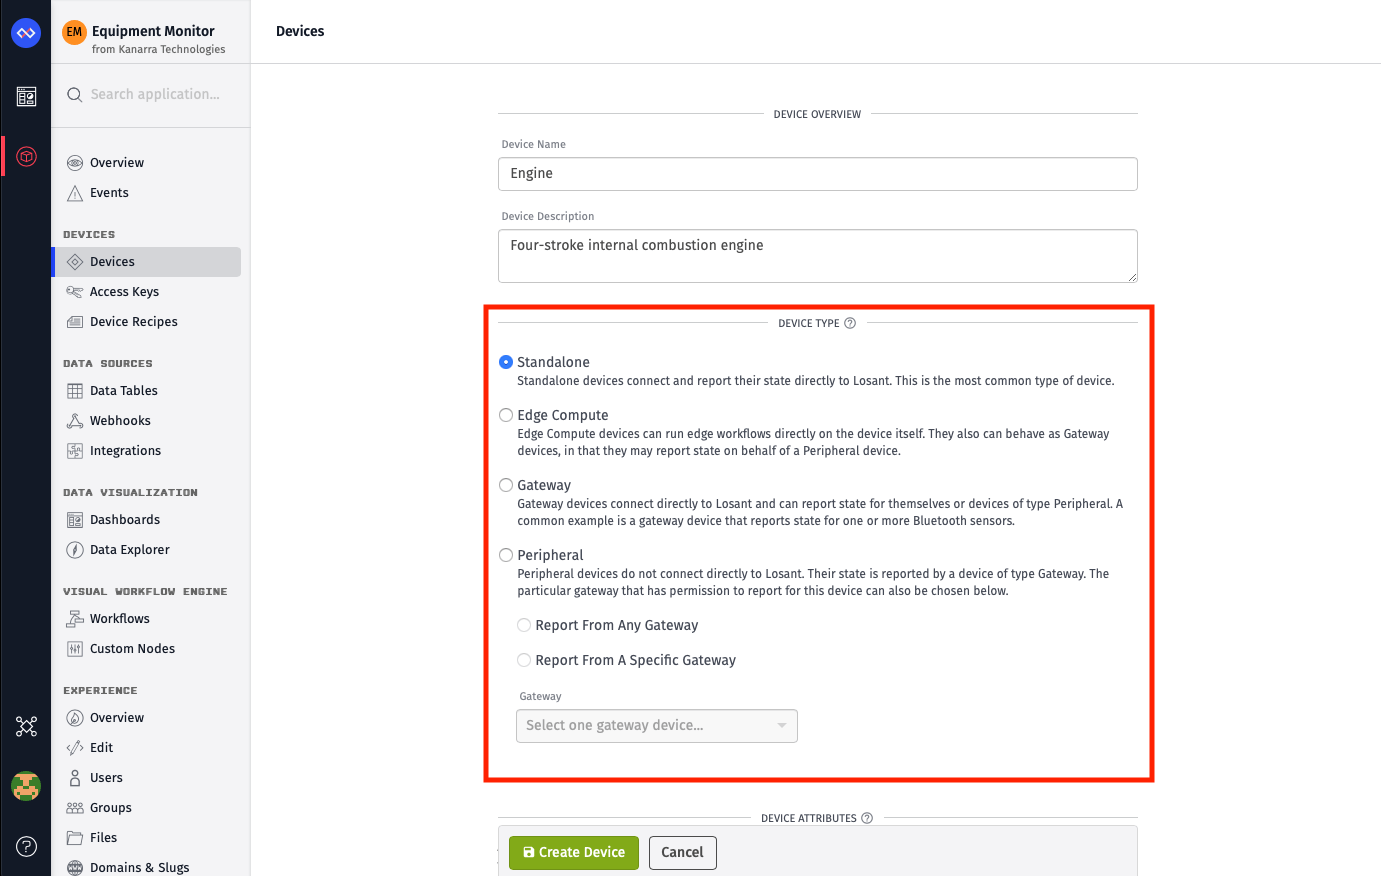 EM
Equipment Monitor
from Kanarra Technologies
Search application...
Overview
Events
DEVICES
Devices
Access Keys
Device Recipes
DATA SOURCES
Data Tables
Webhooks
Integrations
DATA VISUALIZATION
Dashboards
Data Explorer
VISUAL WORKFLOW ENGINE
Workflows
Custom Nodes
EXPERIENCE
Overview
Edit
Users
Groups
Files
Domains & Slugs
Devices
DEVICE OVERVIEW
Device Name
Engine
Device Description
Four-stroke internal combustion engine
DEVICE TYPE ?
Standalone
Standalone devices connect and report their state directly to Losant. This is the most common type of device.
Edge Compute
Edge Compute devices can run edge workflows directly on the device itself. They also can behave as Gateway
devices, in that they may report state on behalf of a Peripheral device.
Gateway
Gateway devices connect directly to Losant and can report state for themselves or devices of type Peripheral. A
common example is a gateway device that reports state for one or more Bluetooth sensors.
Peripheral
Peripheral devices do not connect directly to Losant. Their state is reported by a device of type Gateway. The
particular gateway that has permission to report for this device can also be chosen below.
Report From Any Gateway
Report From A Specific Gateway
Gateway
Select one gateway device...
DEVICE ATTRIBUTES ?
Create Device
Cancel
?